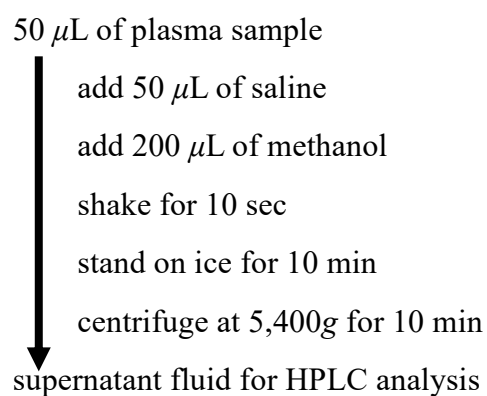 50 μL of plasma sample
add 50 μL of saline
add 200 μL of methanol
shake for 10 sec
stand on ice for 10 min
centrifuge at 5,400g for 10 min
supernatant fluid for HPLC analysis